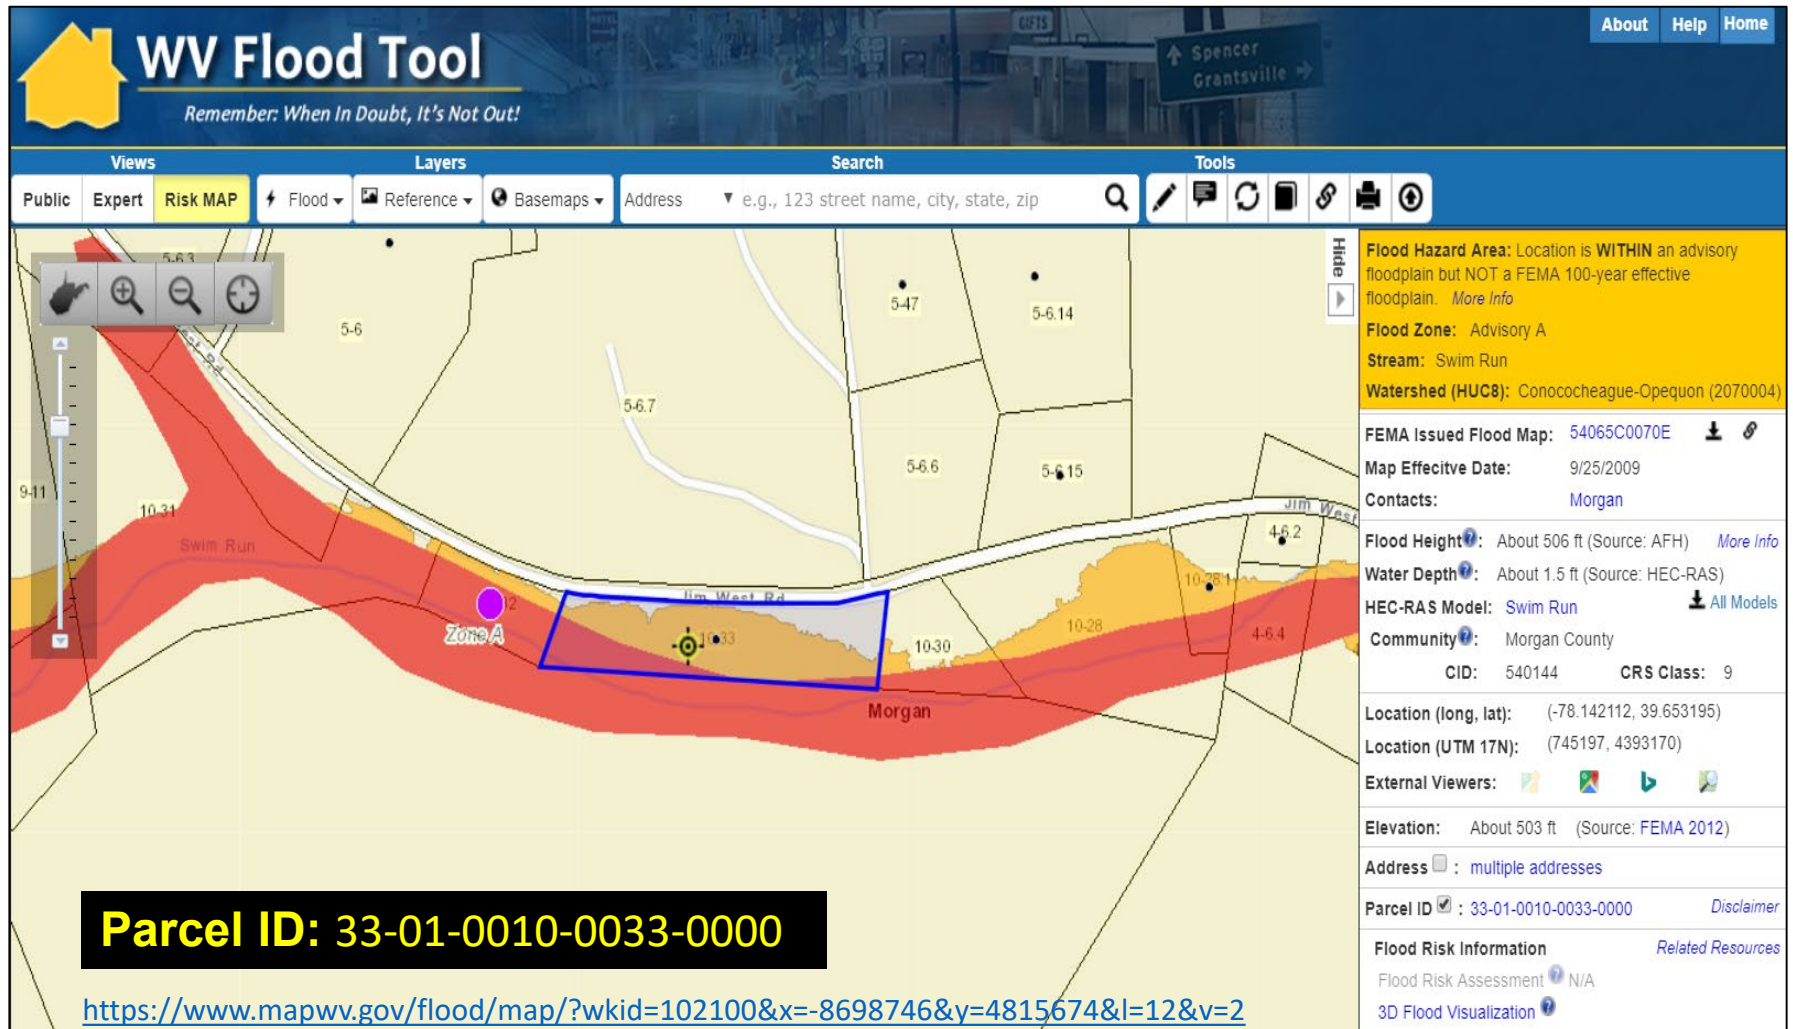 About Help Home
GIFTS
Spencer
Grantsville
WV Flood Tool
Remember: When In Doubt, It's Not Out!
Views Layers Search Tools
Public Expert Risk MAP Flood Reference Basemaps Address e.g., 123 street name, city, state, zip
Hide
5-6.3
5-6
5-47
5-6.14
5-6.7
5-6.6
5-6.15
9-11
10-31
Swim Run
Jim West
4-6.2
10-28.1
Jim West Rd
Zone A
10-33
10-30
10-28
4-6.4
Morgan
Parcel ID: 33-01-0010-0033-0000
https://www.mapwv.gov/flood/map/?wkid=102100&x=-8698746&y=4815674&l=12&v=2
Flood Hazard Area: Location is WITHIN an advisory
floodplain but NOT a FEMA 100-year effective
floodplain. More Info
Flood Zone: Advisory A
Stream: Swim Run
Watershed (HUC8): Conococheague-Opequon (2070004)
FEMA Issued Flood Map: 54065C0070E
Map Effecitve Date: 9/25/2009
Contacts: Morgan
Flood Height: About 506 ft (Source: AFH) More Info
Water Depth: About 1.5 ft (Source: HEC-RAS)
HEC-RAS Model: Swim Run All Models
Community: Morgan County
CID: 540144 CRS Class: 9
Location (long, lat): (-78.142112, 39.653195)
Location (UTM 17N): (745197, 4393170)
External Viewers:
Elevation: About 503 ft (Source: FEMA 2012)
Address : multiple addresses
Parcel ID : 33-01-0010-0033-0000 Disclaimer
Flood Risk Information Related Resources
Flood Risk Assessment N/A
3D Flood Visualization